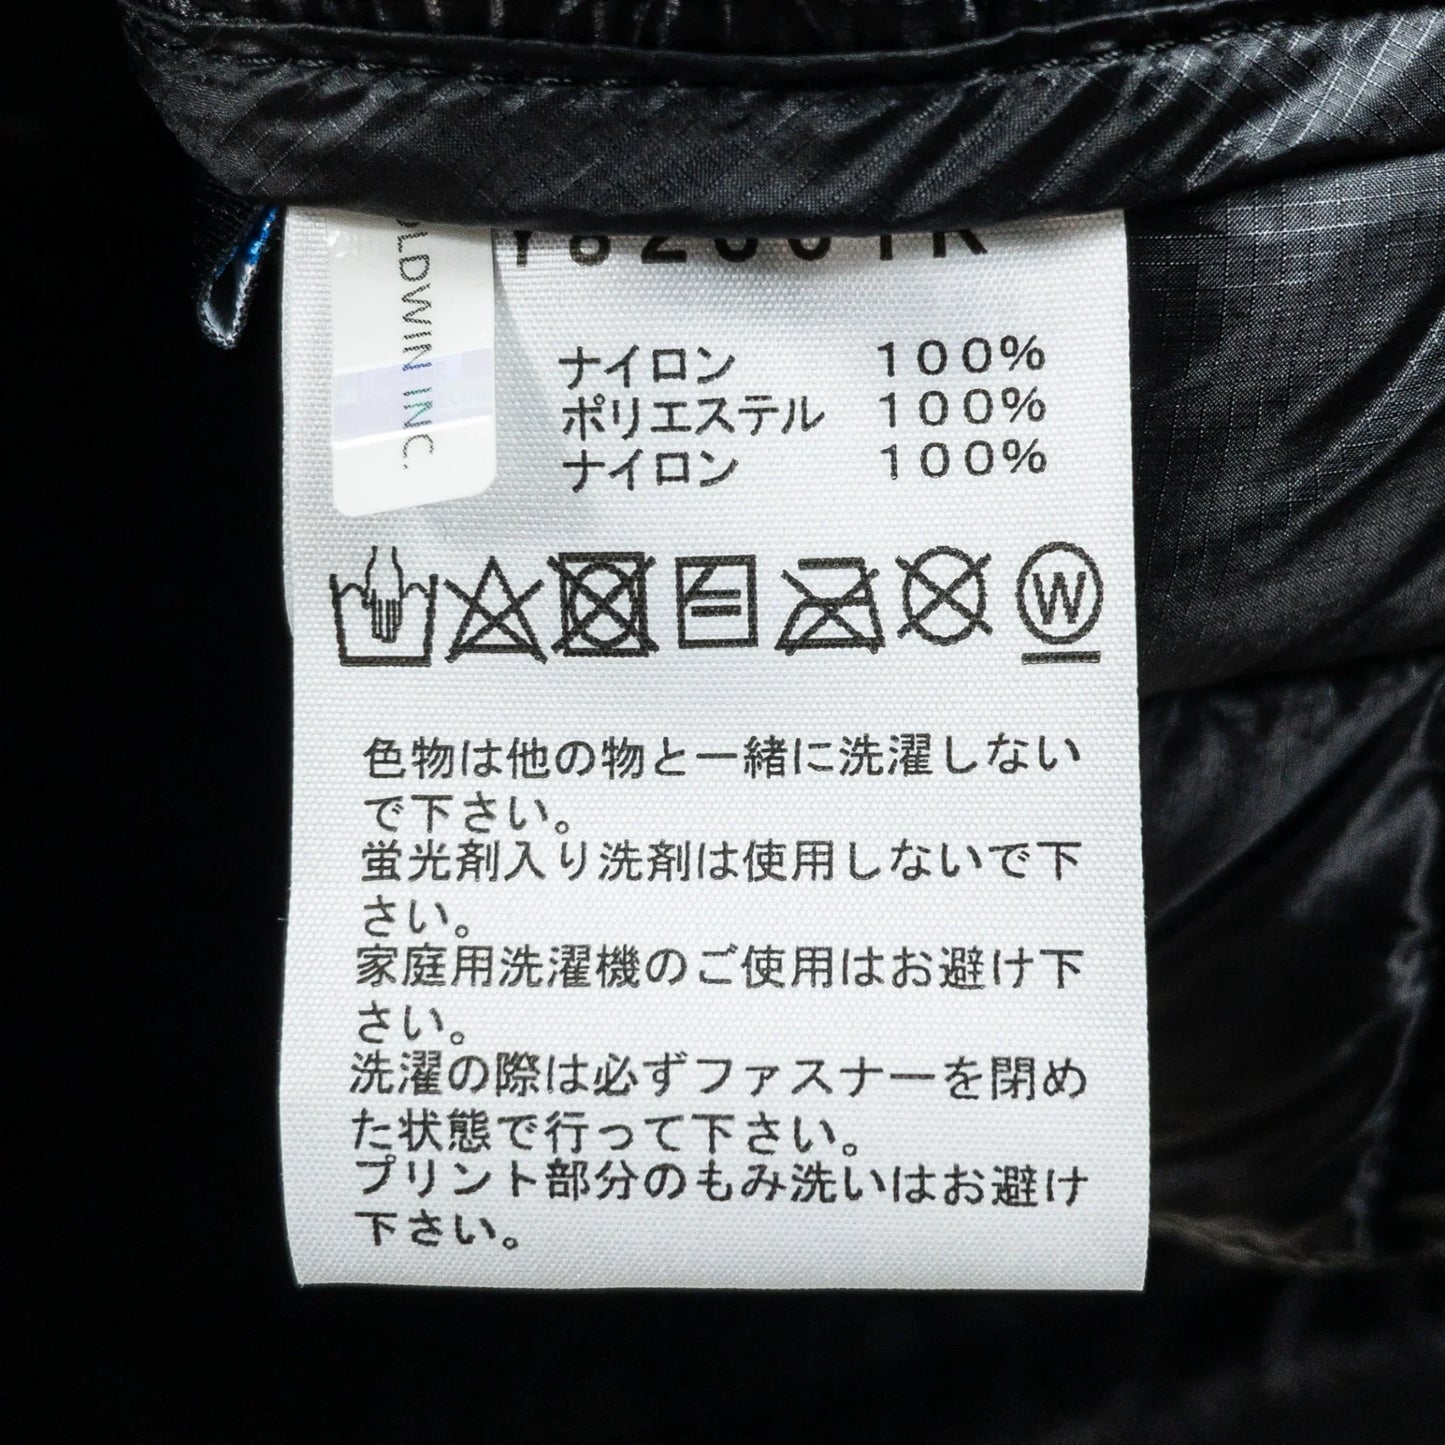 OLDWIN INC.
ナイロン 100%
ポリエステル 100%
ナイロン 100%
W
色物は他の物と一緒に洗濯しない
で下さい。
蛍光剤入り洗剤は使用しないで下
さい。
家庭用洗濯機のご使用はお避け下
さい。
洗濯の際は必ずファスナーを閉め
た状態で行って下さい。
プリント部分のもみ洗いはお避け
下さい。